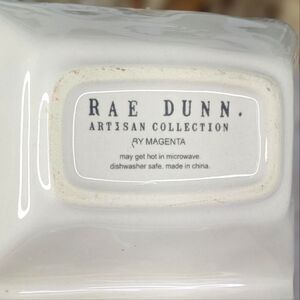 RAE DUNN.
ARTISAN COLLECTION
BY MAGENTA
may get hot in microwave.
dishwasher safe. made in china.